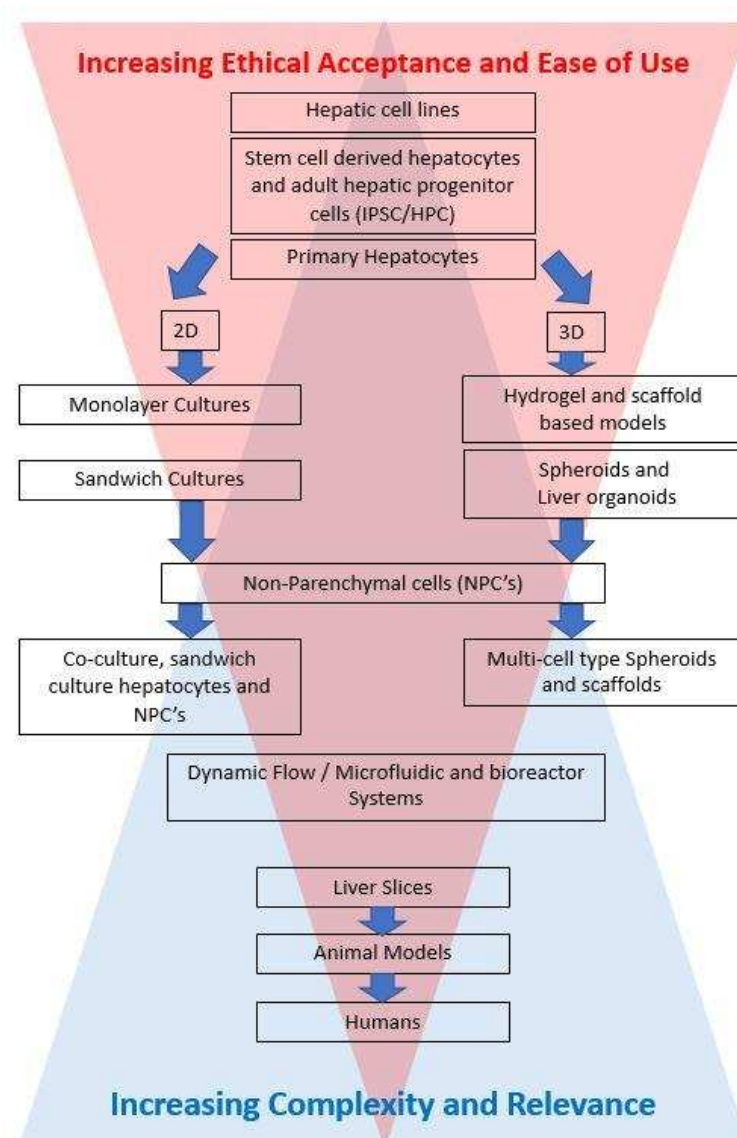 Increasing Ethical Acceptance and Ease of Use
Hepatic cell lines
Stem cell derived hepatocytes
and adult hepatic progenitor
cells (IPSC/HPC)
Primary Hepatocytes
2D
3D
Monolayer Cultures
Hydrogel and scaffold
based models
Sandwich Cultures
Spheroids and
Liver organoids
Non-Parenchymal cells (NPC's)
Co-culture, sandwich
culture hepatocytes and
NPC's
Multi-cell type Spheroids
and scaffolds
Dynamic Flow / Microfluidic and bioreactor
Systems
Liver Slices
Animal Models
Humans
Increasing Complexity and Relevance